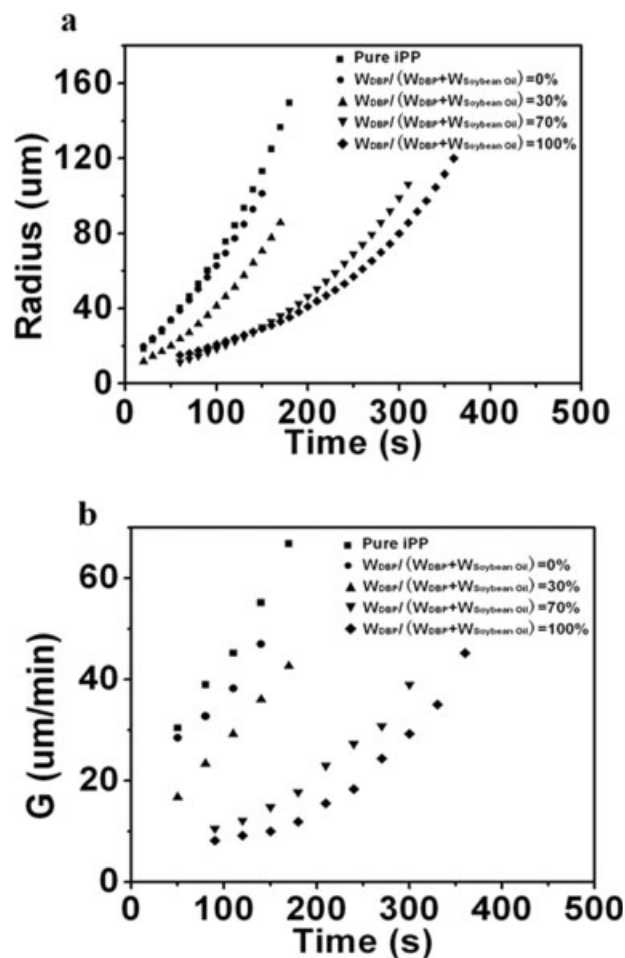 a
Radius (um)
160
120
80
40
0
Pure iPP
WDBP/(WDBP+WSoybean Oil)=0%
WDBP/(WDBP+WSoybean Oil)=30%
WDBP/(WDBP+WSoybean Oil)=70%
WDBP/(WDBP+WSoybean Oil)=100%
0 100 200 300 400 500
Time (s)
b
G (um/min)
60
40
20
0
Pure iPP
WDBP/(WDBP+WSoybean Oil)=0%
WDBP/(WDBP+WSoybean Oil)=30%
WDBP/(WDBP+WSoybean Oil)=70%
WDBP/(WDBP+WSoybean Oil)=100%
0 100 200 300 400 500
Time (s)